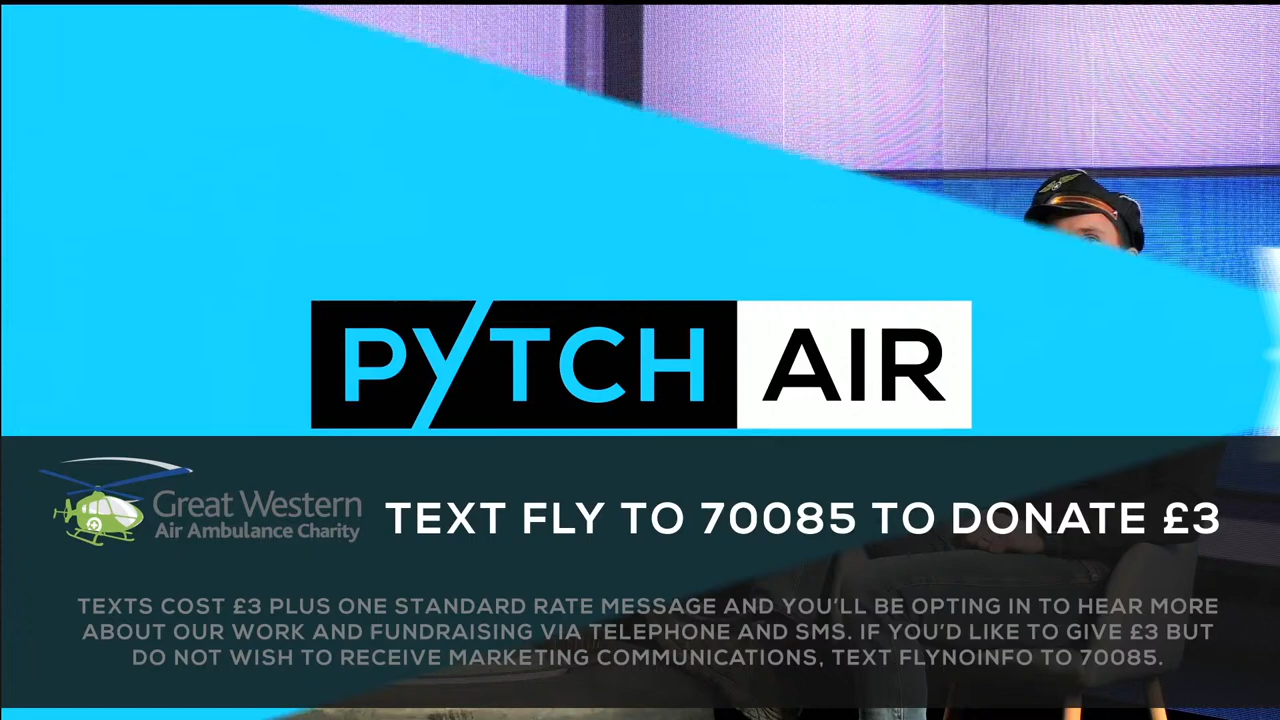 PYTCH AIR
Great Western
Air Ambulance Charity
TEXT FLY TO 70085 TO DONATE £3
TEXTS COST £3 PLUS ONE STANDARD RATE MESSAGE AND YOU'LL BE OPTING IN TO HEAR MORE
ABOUT OUR WORK AND FUNDRAISING VIA TELEPHONE AND SMS. IF YOU'D LIKE TO GIVE £3 BUT
DO NOT WISH TO RECEIVE MARKETING COMMUNICATIONS, TEXT FLYNOINFO TO 70085.